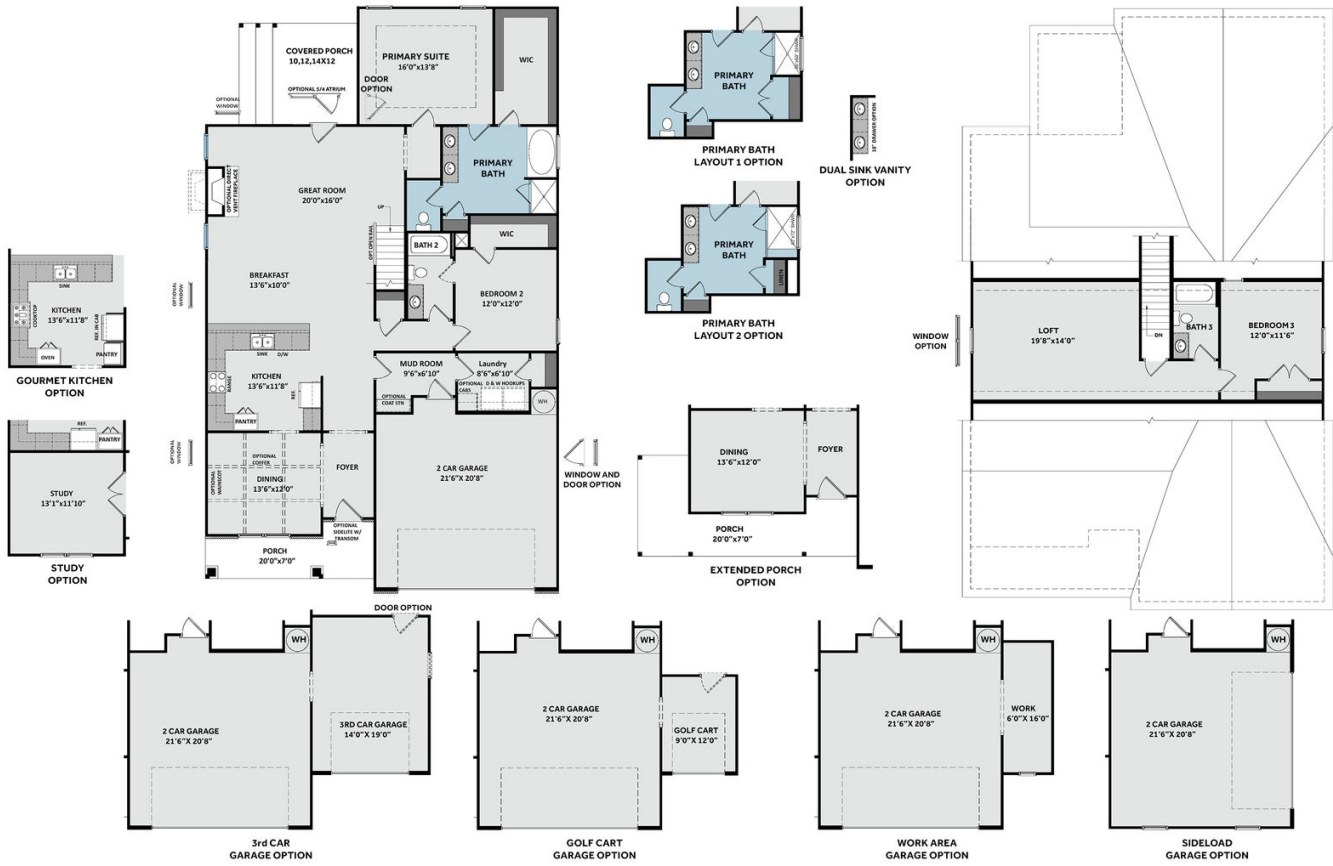 COVERED PORCH
10,12,14X12
OPTIONAL S/4 ATRIUM
OPTIONAL
WINDOW
PRIMARY SUITE
16'0"x13'8"
DOOR
OPTION
WIC
PRIMARY
BATH
GREAT ROOM
20'0"x16'0"
OPTIONAL DIRECT
VENT FIREPLACE
UP
OPT OPEN RAIL
BATH 2
WIC
BREAKFAST
13'6"x10'0"
OPTIONAL
WINDOW
BEDROOM 2
12'0"x12'0"
SINK
D/W
KITCHEN
13'6"x11'8"
RANGE
REF.
PANTRY
MUD ROOM
9'6"x6'10"
OPTIONAL
COAT STN
Laundry
8'6"x6'10"
OPTIONAL
CABS
D & W HOOKUPS
WH
OPTIONAL
WINDOW
OPTIONAL
WAINSCOT
OPTIONAL
COFFER
DINING
13'6"x12'0"
FOYER
2 CAR GARAGE
21'6"x 20'8"
OPTIONAL
SIDELITE W/
TRANSOM
PORCH
20'0"x7'0"
WINDOW AND
DOOR OPTION
SINK
COOKTOP
KITCHEN
13'6"x11'8"
REF. IN CAB
OVEN
PANTRY
GOURMET KITCHEN
OPTION
REF.
PANTRY
STUDY
13'1"x11'10"
STUDY
OPTION
PRIMARY
BATH
PRIMARY BATH
LAYOUT 1 OPTION
18" DRAWER OPTION
DUAL SINK VANITY
OPTION
PRIMARY
BATH
LINEN
PRIMARY BATH
LAYOUT 2 OPTION
DINING
13'6"x12'0"
FOYER
PORCH
20'0"x7'0"
EXTENDED PORCH
OPTION
WINDOW
OPTION
LOFT
19'8"x14'0"
DN
BATH 3
BEDROOM 3
12'0"x11'6"
DOOR OPTION
WH
2 CAR GARAGE
21'6"X 20'8"
3RD CAR GARAGE
14'0"X 19'0"
3rd CAR
GARAGE OPTION
WH
2 CAR GARAGE
21'6"X 20'8"
GOLF CART
9'0"X 12'0"
GOLF CART
GARAGE OPTION
WH
2 CAR GARAGE
21'6"X 20'8"
WORK
6'0"X 16'0"
WORK AREA
GARAGE OPTION
WH
2 CAR GARAGE
21'6"X 20'8"
SIDELOAD
GARAGE OPTION